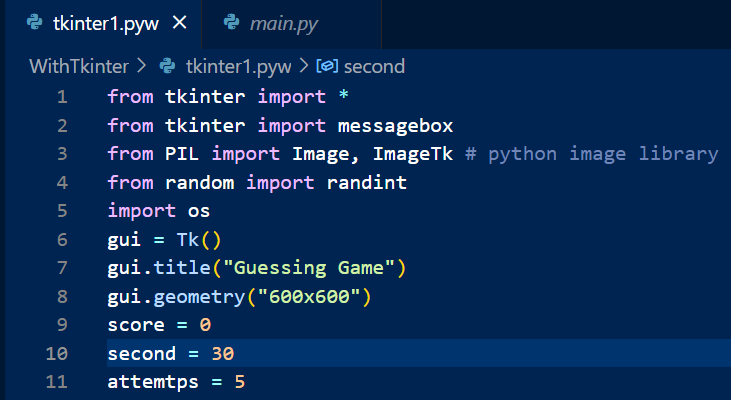 tkinter1.pyw × main.py
WithTkinter > tkinter1.pyw > second
1 from tkinter import *
2 from tkinter import messagebox
3 from PIL import Image, ImageTk # python image library
4 from random import randint
5 import os
6 gui = Tk()
7 gui.title("Guessing Game")
8 gui.geometry("600x600")
9 score = 0
10 second = 30
11 attemtps = 5